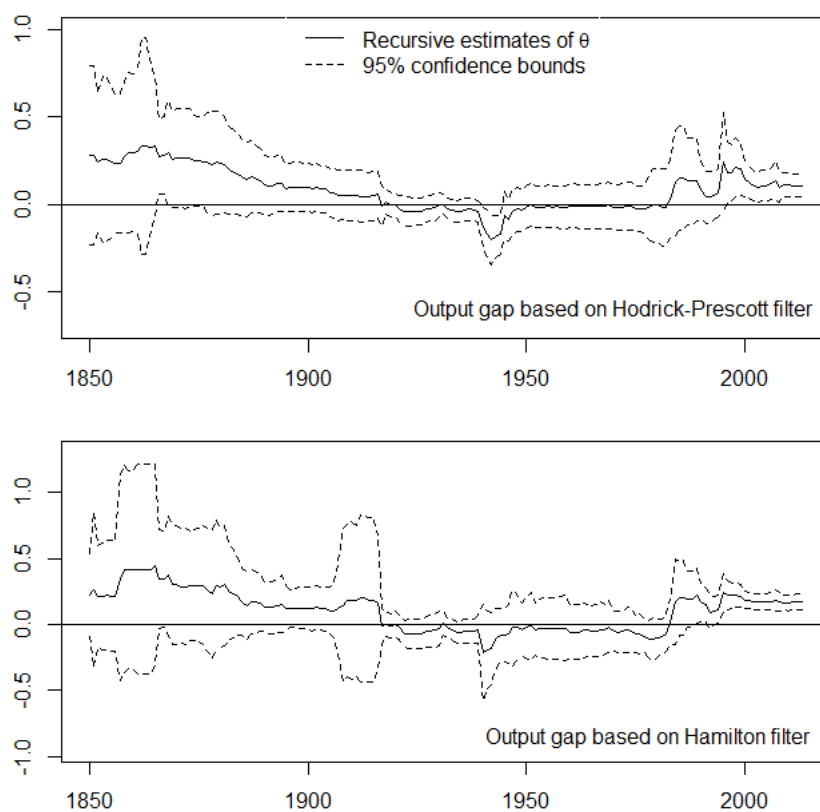 1.0
0.5
0.0
-0.5
Recursive estimates of θ
95% confidence bounds
Output gap based on Hodrick-Prescott filter
1850 1900 1950 2000
1.0
0.5
0.0
-0.5
-1.0
Output gap based on Hamilton filter
1850 1900 1950 2000